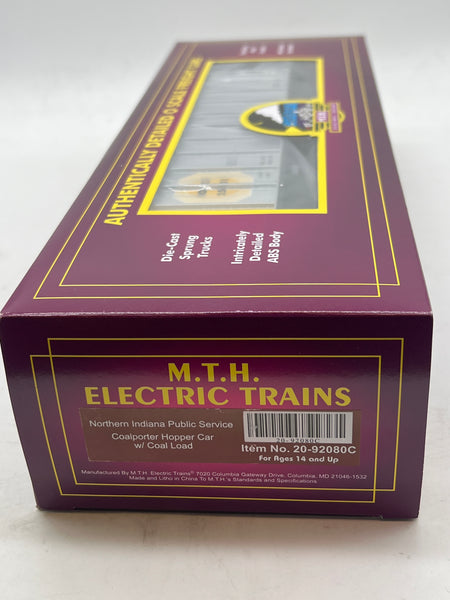 AUTHENTICALLY DETAILED O SCALE FREIGHT CARS
Die-Cast
Sprung
Trucks
Intricately
Detailed
ABS Body
M.T.H.
ELECTRIC TRAINS
Northern Indiana Public Service
Coalporter Hopper Car
w/ Coal Load
20-92080C
Item No. 20-92080C
For Ages 14 and Up
Manufactured By M.T.H. Electric Trains® 7020 Columbia Gateway Drive, Columbia, MD 21046-1532
Made and Litho in China To M.T.H.'s Standards and Specifications